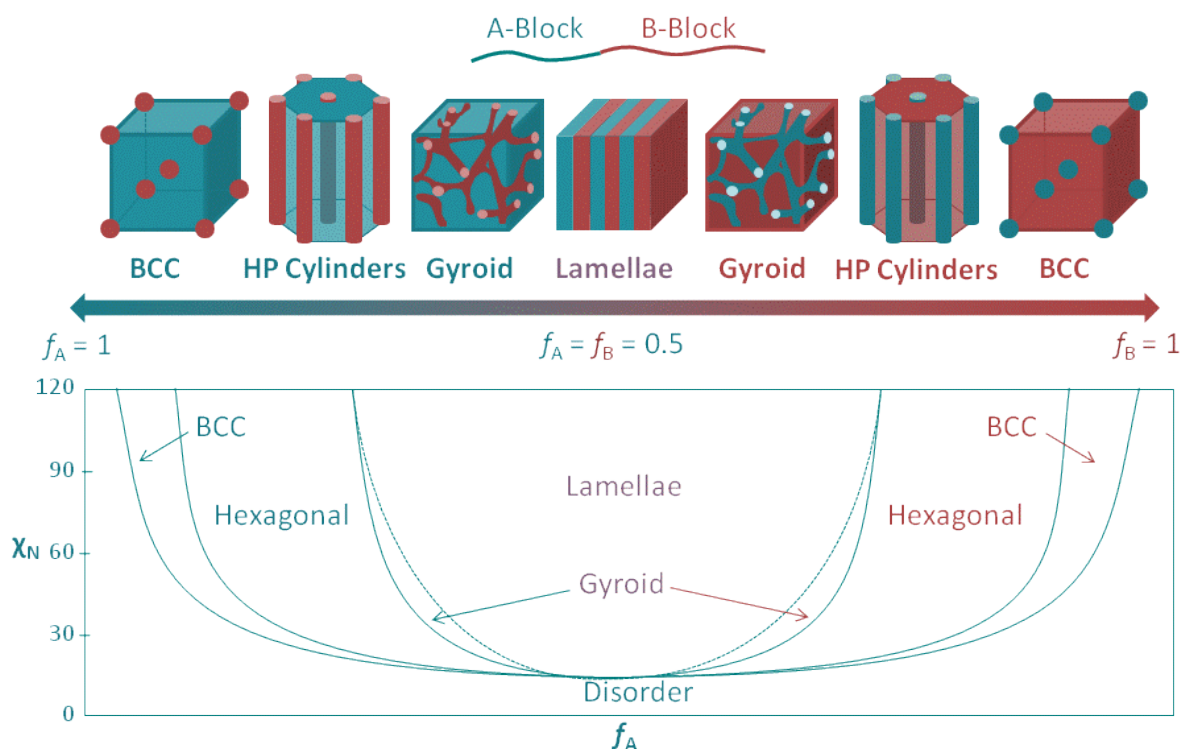 A-Block B-Block
BCC HP Cylinders Gyroid Lamellae Gyroid HP Cylinders BCC
fA = 1 fA = fB = 0.5 fB = 1
120
BCC BCC
90 Lamellae
Hexagonal Hexagonal
χN 60
Gyroid
30
Disorder
0
fA